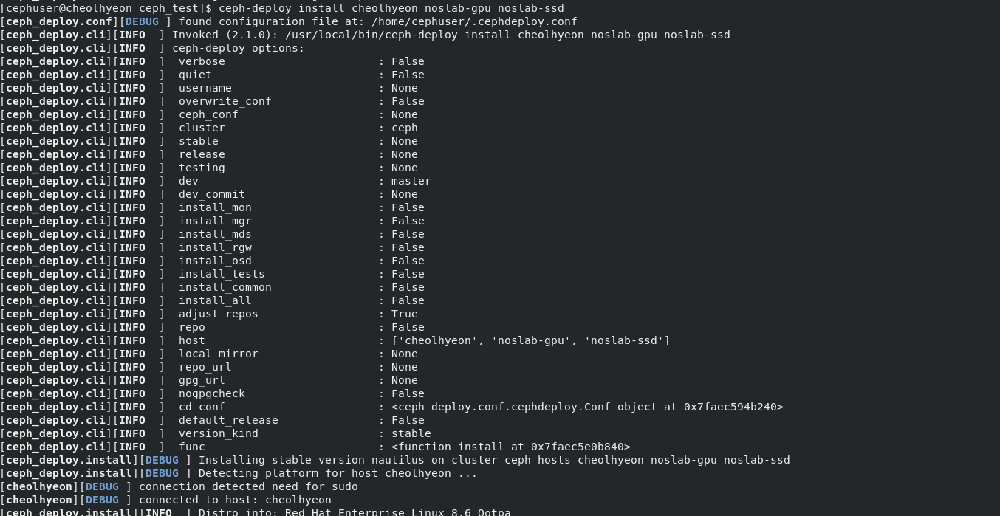 [cephuser@cheolhyeon ceph_test]$ ceph-deploy install cheolhyeon noslab-gpu noslab-ssd
[ceph_deploy.conf][DEBUG ] found configuration file at: /home/cephuser/.cephdeploy.conf
[ceph_deploy.cli][INFO  ] Invoked (2.1.0): /usr/local/bin/ceph-deploy install cheolhyeon noslab-gpu noslab-ssd
[ceph_deploy.cli][INFO  ] ceph-deploy options:
[ceph_deploy.cli][INFO  ]  verbose                       : False
[ceph_deploy.cli][INFO  ]  quiet                         : False
[ceph_deploy.cli][INFO  ]  username                      : None
[ceph_deploy.cli][INFO  ]  overwrite_conf                : False
[ceph_deploy.cli][INFO  ]  ceph_conf                     : None
[ceph_deploy.cli][INFO  ]  cluster                       : ceph
[ceph_deploy.cli][INFO  ]  stable                        : None
[ceph_deploy.cli][INFO  ]  release                       : None
[ceph_deploy.cli][INFO  ]  testing                       : None
[ceph_deploy.cli][INFO  ]  dev                           : master
[ceph_deploy.cli][INFO  ]  dev_commit                    : None
[ceph_deploy.cli][INFO  ]  install_mon                   : False
[ceph_deploy.cli][INFO  ]  install_mgr                   : False
[ceph_deploy.cli][INFO  ]  install_mds                   : False
[ceph_deploy.cli][INFO  ]  install_rgw                   : False
[ceph_deploy.cli][INFO  ]  install_osd                   : False
[ceph_deploy.cli][INFO  ]  install_tests                 : False
[ceph_deploy.cli][INFO  ]  install_common                : False
[ceph_deploy.cli][INFO  ]  install_all                   : False
[ceph_deploy.cli][INFO  ]  adjust_repos                  : True
[ceph_deploy.cli][INFO  ]  repo                          : False
[ceph_deploy.cli][INFO  ]  host                          : ['cheolhyeon', 'noslab-gpu', 'noslab-ssd']
[ceph_deploy.cli][INFO  ]  local_mirror                  : None
[ceph_deploy.cli][INFO  ]  repo_url                      : None
[ceph_deploy.cli][INFO  ]  gpg_url                       : None
[ceph_deploy.cli][INFO  ]  nogpgcheck                    : False
[ceph_deploy.cli][INFO  ]  cd_conf                       : <ceph_deploy.conf.cephdeploy.Conf object at 0x7faec594b240>
[ceph_deploy.cli][INFO  ]  default_release               : False
[ceph_deploy.cli][INFO  ]  version_kind                  : stable
[ceph_deploy.cli][INFO  ]  func                          : <function install at 0x7faec5e0b840>
[ceph_deploy.install][DEBUG ] Installing stable version nautilus on cluster ceph hosts cheolhyeon noslab-gpu noslab-ssd
[ceph_deploy.install][DEBUG ] Detecting platform for host cheolhyeon ...
[cheolhyeon][DEBUG ] connection detected need for sudo
[cheolhyeon][DEBUG ] connected to host: cheolhyeon
[ceph_deploy.install][INFO  ] Distro info: Red Hat Enterprise Linux 8.6 Ootpa